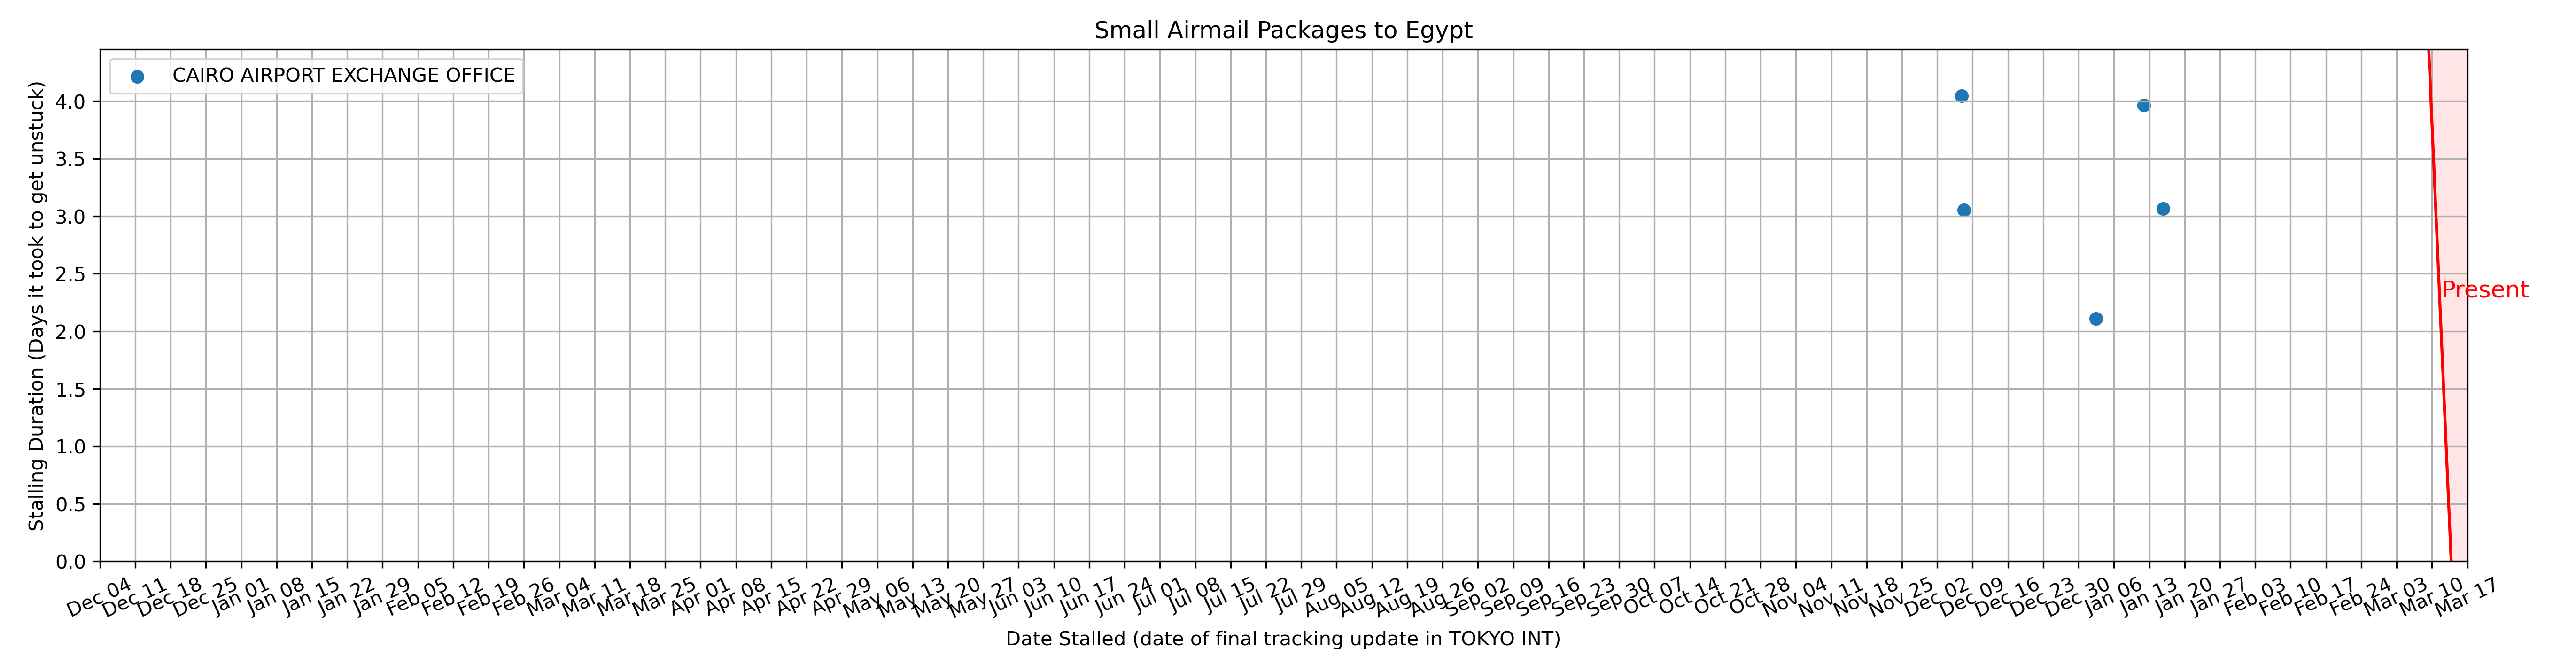 Small Airmail Packages to Egypt
CAIRO AIRPORT EXCHANGE OFFICE
Stalling Duration (Days it took to get unstuck)
4.0
3.5
3.0
2.5
2.0
1.5
1.0
0.5
0.0
Present
Dec 04 Dec 11 Dec 18 Dec 25 Jan 01 Jan 08 Jan 15 Jan 22 Jan 29 Feb 05 Feb 12 Feb 19 Feb 26 Mar 04 Mar 11 Mar 18 Mar 25 Apr 01 Apr 08 Apr 15 Apr 22 Apr 29 May 06 May 13 May 20 May 27 Jun 03 Jun 10 Jun 17 Jun 24 Jul 01 Jul 08 Jul 15 Jul 22 Jul 29 Aug 05 Aug 12 Aug 19 Aug 26 Sep 02 Sep 09 Sep 16 Sep 23 Sep 30 Oct 07 Oct 14 Oct 21 Oct 28 Nov 04 Nov 11 Nov 18 Nov 25 Dec 02 Dec 09 Dec 16 Dec 23 Dec 30 Jan 06 Jan 13 Jan 20 Jan 27 Feb 03 Feb 10 Feb 17 Feb 24 Mar 03 Mar 10 Mar 17
Date Stalled (date of final tracking update in TOKYO INT)